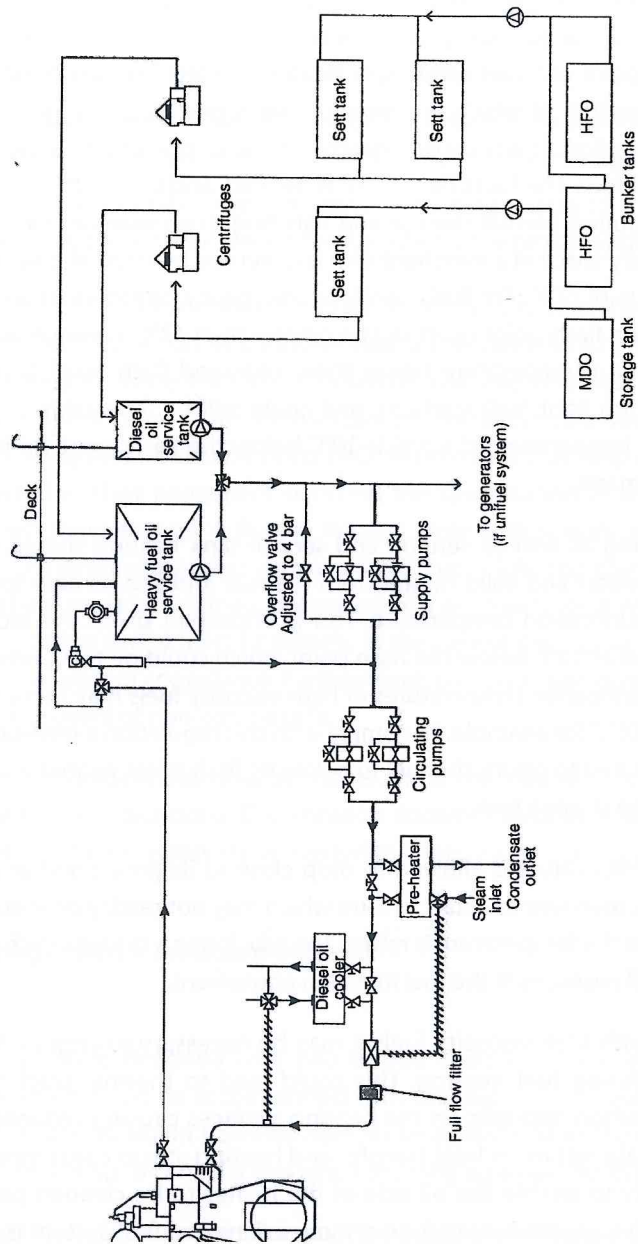 Deck
Heavy fuel oil
service tank
Diesel oil
service
tank
Centrifuges
Sett tank
Sett tank
Sett tank
HFO
HFO
MDO
Bunker tanks
Storage tank
Overflow valve
Adjusted to 4 bar
Supply pumps
To generators
(if unifuel system)
Circulating
pumps
Pre-heater
Steam
inlet
Condensate
outlet
Diesel oil
cooler
Full flow filter